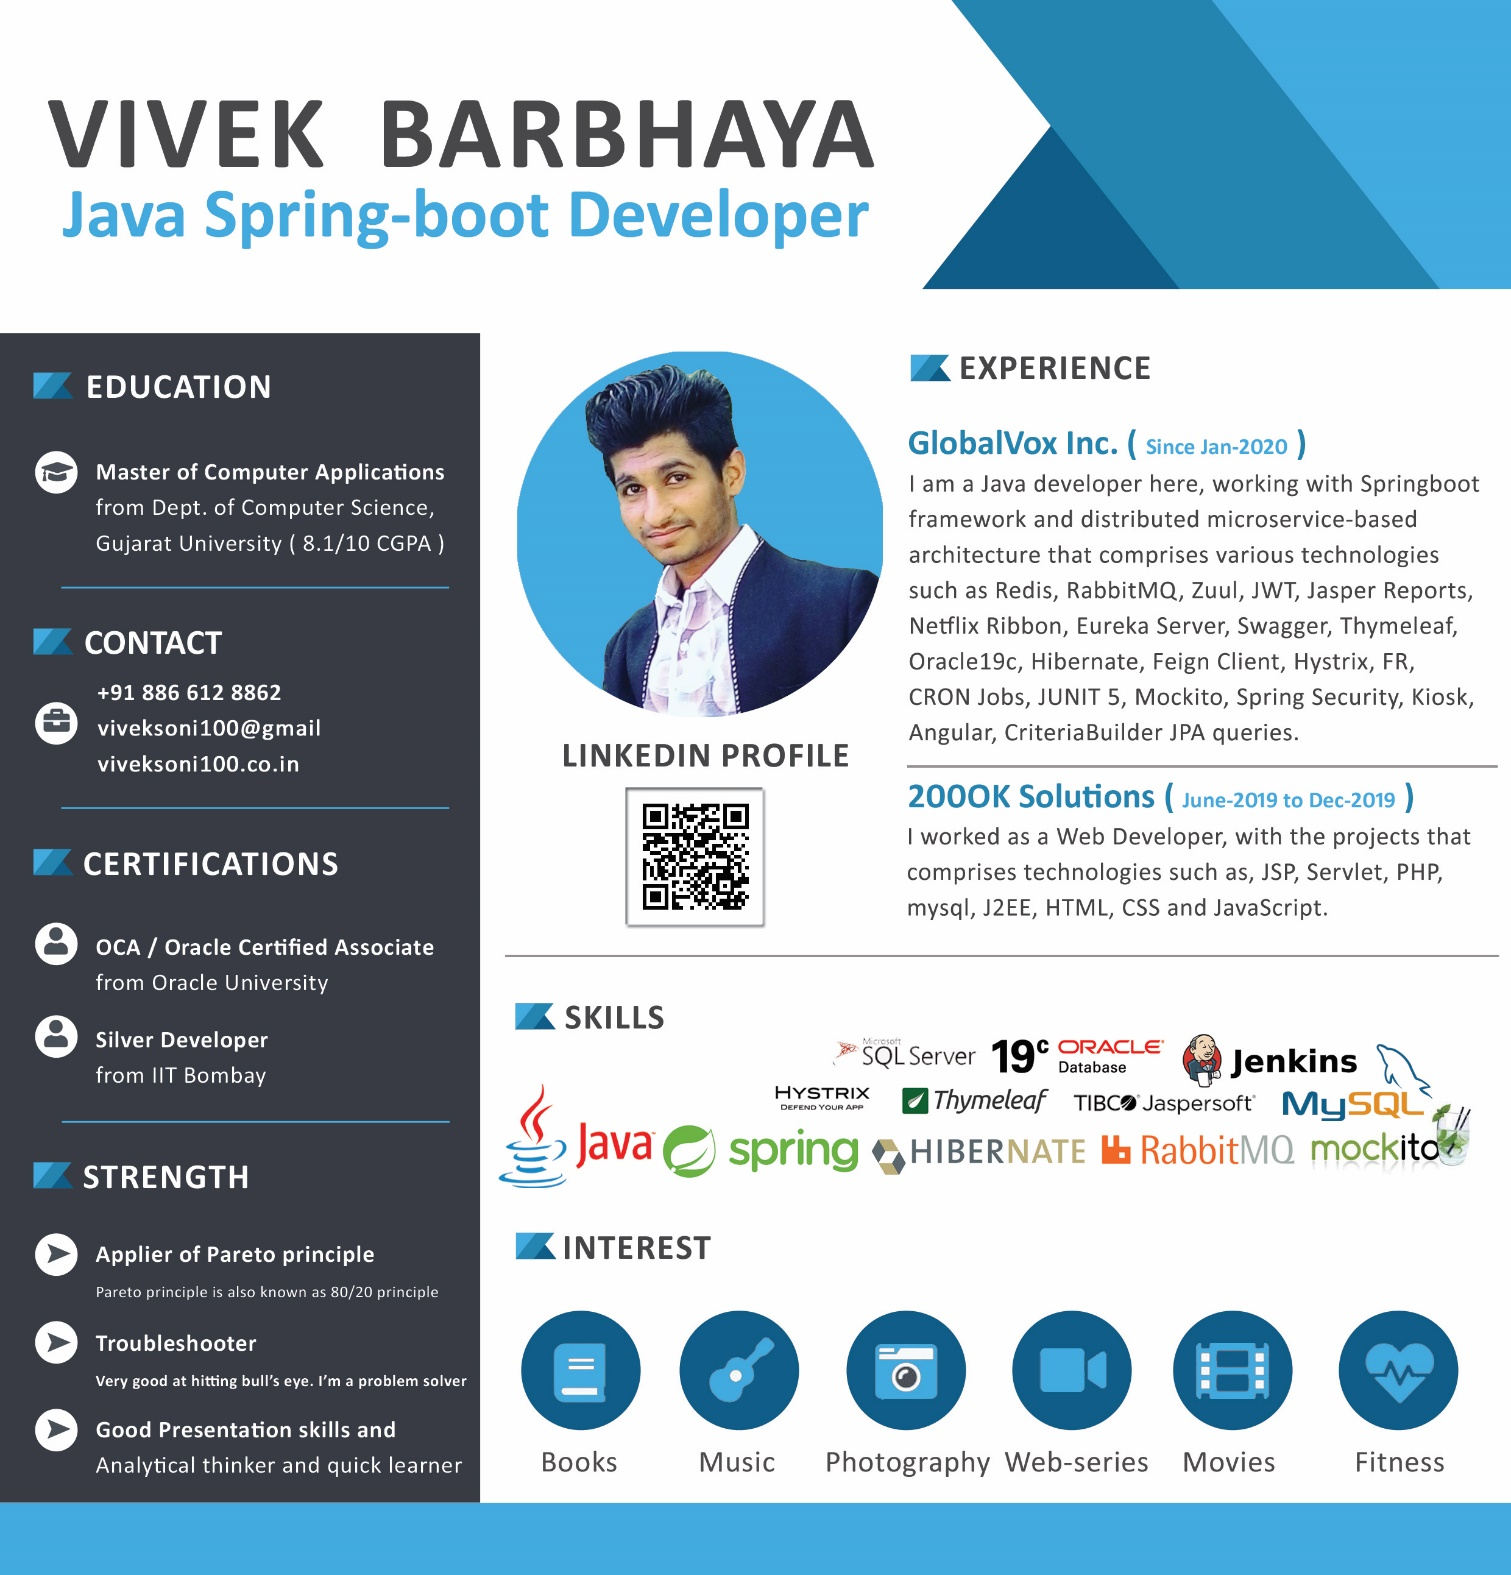 VIVEK BARBHAYA
Java Spring-boot Developer
EDUCATION
Master of Computer Applications
from Dept. of Computer Science,
Gujarat University ( 8.1/10 CGPA )
CONTACT
+91 886 612 8862
viveksoni100@gmail
viveksoni100.co.in
CERTIFICATIONS
OCA / Oracle Certified Associate
from Oracle University
Silver Developer
from IIT Bombay
STRENGTH
Applier of Pareto principle
Pareto principle is also known as 80/20 principle
Troubleshooter
Very good at hitting bull's eye. I'm a problem solver
Good Presentation skills and
Analytical thinker and quick learner
LINKEDIN PROFILE
EXPERIENCE
GlobalVox Inc. ( Since Jan-2020 )
I am a Java developer here, working with Springboot
framework and distributed microservice-based
architecture that comprises various technologies
such as Redis, RabbitMQ, Zuul, JWT, Jasper Reports,
Netflix Ribbon, Eureka Server, Swagger, Thymeleaf,
Oracle19c, Hibernate, Feign Client, Hystrix, FR,
CRON Jobs, JUNIT 5, Mockito, Spring Security, Kiosk,
Angular, CriteriaBuilder JPA queries.
200OK Solutions ( June-2019 to Dec-2019 )
I worked as a Web Developer, with the projects that
comprises technologies such as, JSP, Servlet, PHP,
mysql, J2EE, HTML, CSS and JavaScript.
SKILLS
Microsoft
SQL Server 19c ORACLE Database Jenkins
HYSTRIX
DEFEND YOUR APP
Thymeleaf TIBCO Jaspersoft MySQL
Java spring HIBERNATE RabbitMQ mockito
INTEREST
Books Music Photography Web-series Movies Fitness